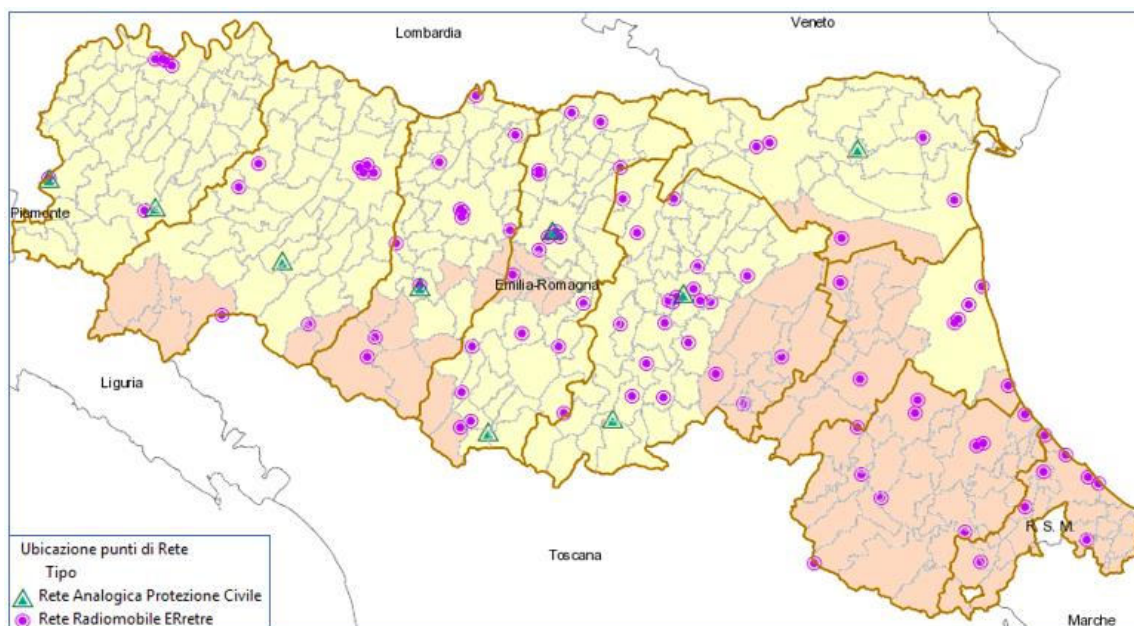 Veneto
Lombardia
Piemonte
Emilia-Romagna
Liguria
R. S. M.
Toscana
Marche
Ubicazione punti di Rete
Tipo
Rete Analogica Protezione Civile
Rete Radiomobile ERretre